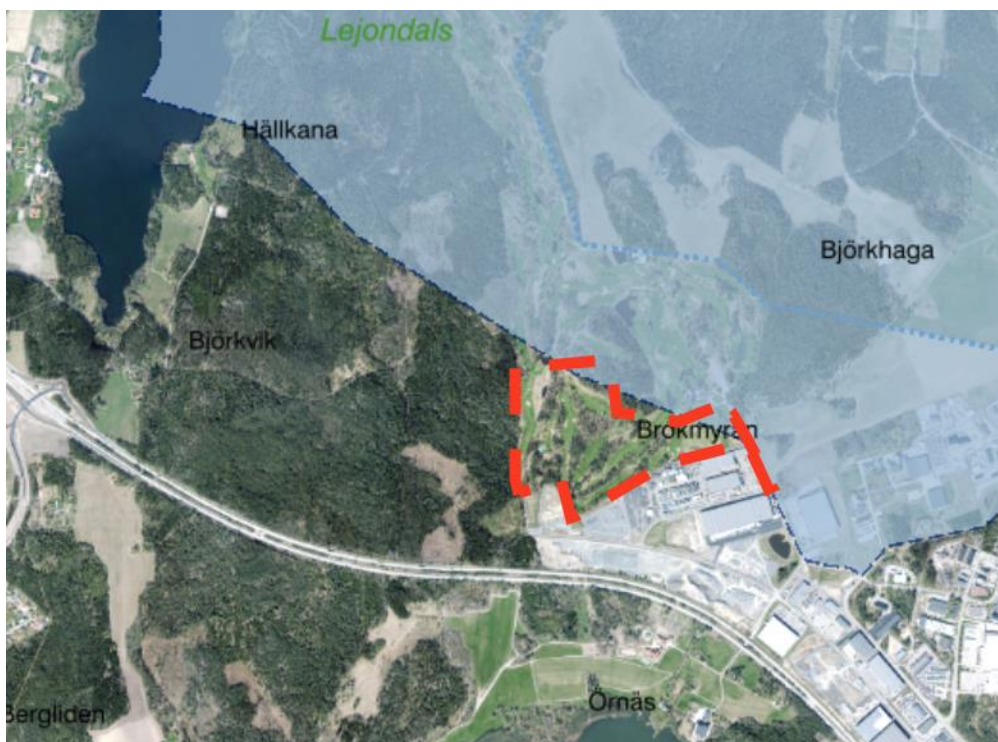 Lejondals
Hällkana
Björkhaga
Björkvik
Brokmyran
Örnäs
Bergliden